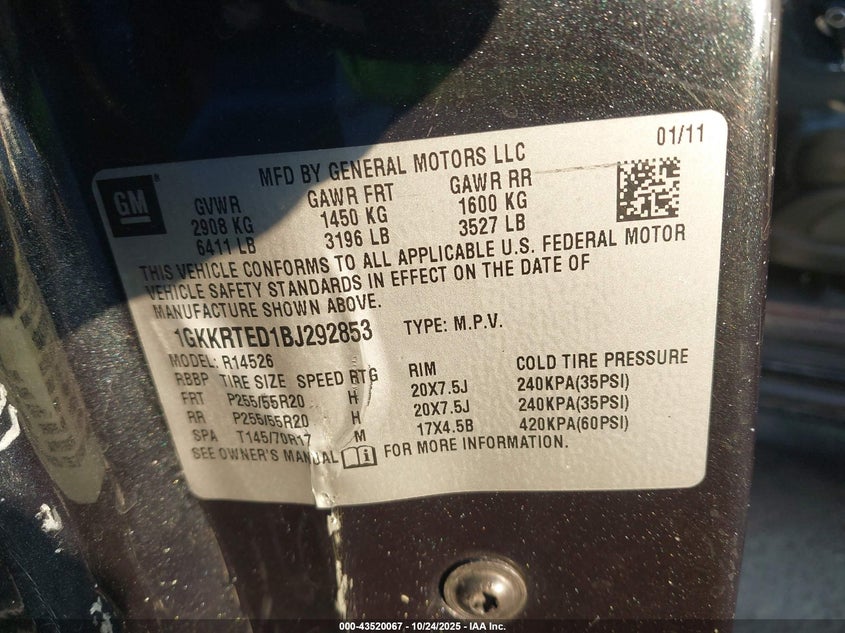 01/11
MFD BY GENERAL MOTORS LLC
GM®
GVWR GAWR FRT GAWR RR
2908 KG 1450 KG 1600 KG
6411 LB 3196 LB 3527 LB
THIS VEHICLE CONFORMS TO ALL APPLICABLE U.S. FEDERAL MOTOR
VEHICLE SAFETY STANDARDS IN EFFECT ON THE DATE OF
MANUFACTURE SHOWN ABOVE.
1GKKRTED1BJ292853 TYPE: M.P.V.
MODEL: R14526
RBBP TIRE SIZE SPEED RTG RIM COLD TIRE PRESSURE
FRT P255/55R20 H 20X7.5J 240KPA(35PSI)
RR P255/55R20 H 20X7.5J 240KPA(35PSI)
SPA T145/70R17 M 17X4.5B 420KPA(60PSI)
SEE OWNER'S MANUAL FOR MORE INFORMATION.
000-43520067 • 10/24/2025 • IAA Inc.